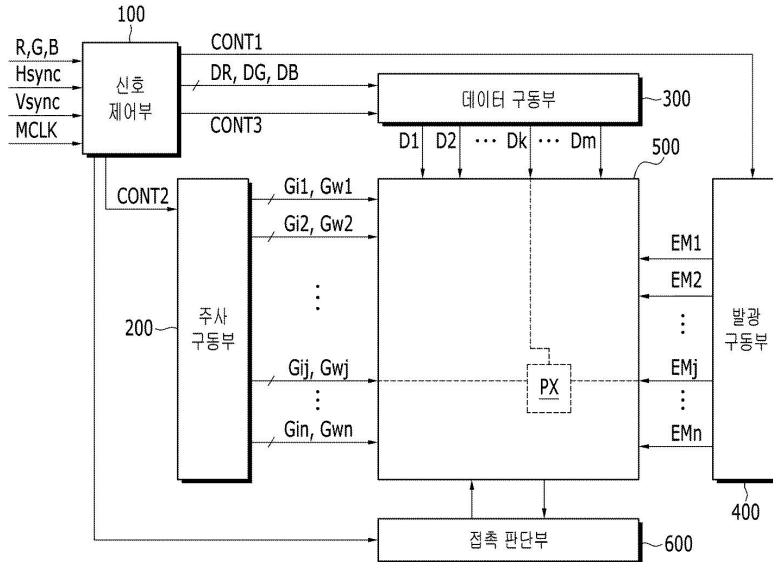 100
R,G,B
Hsync
Vsync
MCLK
신호
제어부
CONT1
DR, DG, DB
CONT3
데이터 구동부
300
D1 D2 ··· Dk ··· Dm
500
CONT2
Gi1, Gw1
Gi2, Gw2
⋮
Gij, Gwj
⋮
Gin, Gwn
200
주사
구동부
PX
EM1
EM2
⋮
EMj
⋮
EMn
발광
구동부
400
접촉 판단부
600